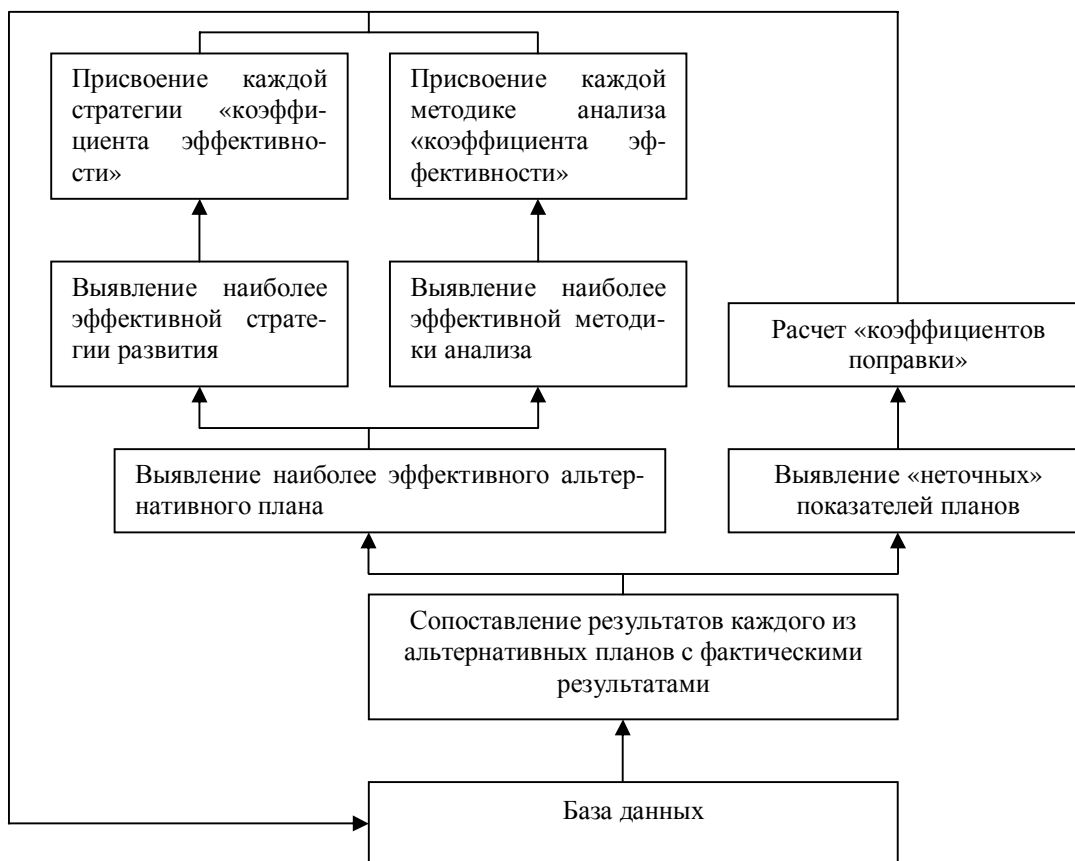 Присвоение каждой
стратегии «коэффи-
циента эффективно-
сти»
Присвоение каждой
методике анализа
«коэффициента эф-
фективности»
Выявление наиболее
эффективной страте-
гии развития
Выявление наиболее
эффективной методи-
ки анализа
Расчет «коэффициентов
поправки»
Выявление наиболее эффективного альтер-
нативного плана
Выявление «неточных»
показателей планов
Сопоставление результатов каждого из
альтернативных планов с фактическими
результатами
База данных